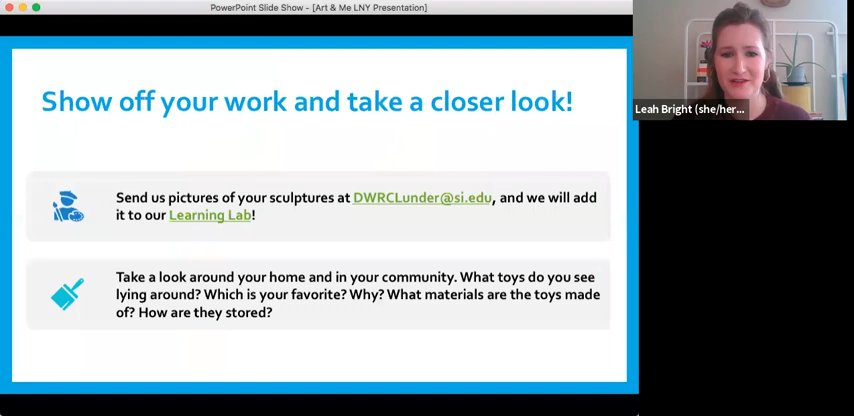 PowerPoint Slide Show - [Art & Me LNY Presentation]
Show off your work and take a closer look!
Send us pictures of your sculptures at DWRCLunder@si.edu, and we will add
it to our Learning Lab!
Take a look around your home and in your community. What toys do you see
lying around? Which is your favorite? Why? What materials are the toys made
of? How are they stored?
Leah Bright (she/her...